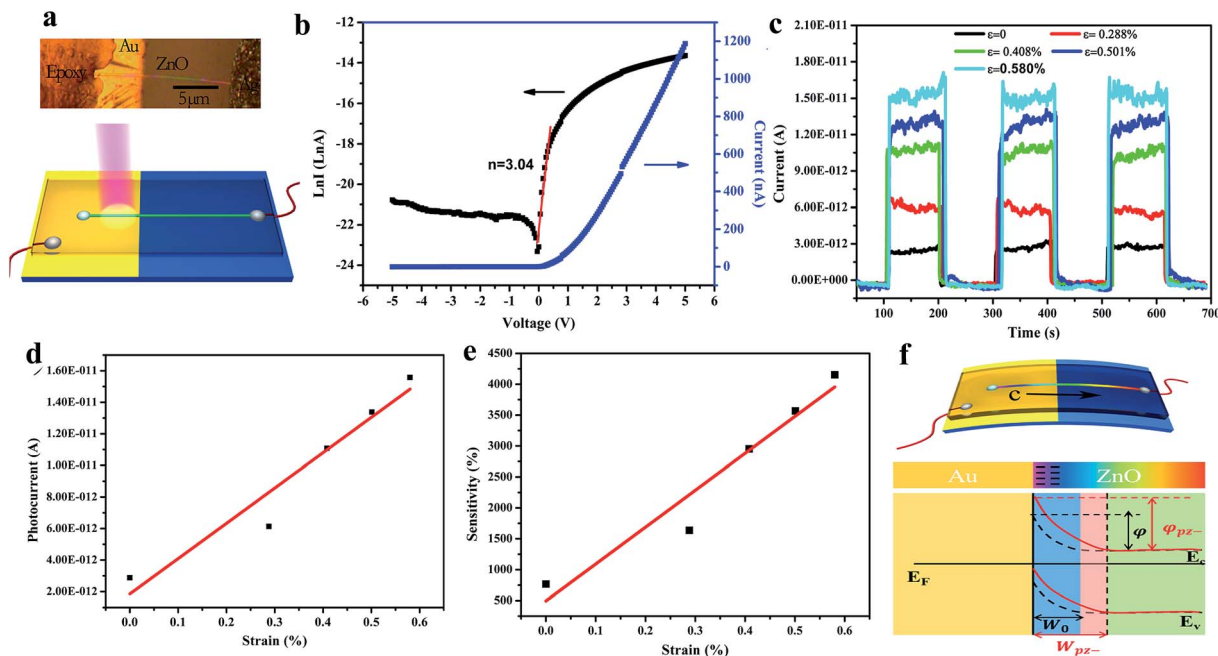 a
Au
Epoxy
ZnO
5μm
b
-12
-14
-16
-18
-20
-22
-24
LnI (LnA)
n=3.04
1200
1000
800
600
400
200
0
Current (nA)
-6 -5 -4 -3 -2 -1 0 1 2 3 4 5 6
Voltage (V)
c
ε=0
ε= 0.288%
ε= 0.408%
ε=0.501%
ε=0.580%
2.10E-011
1.80E-011
1.50E-011
1.20E-011
9.00E-012
6.00E-012
3.00E-012
0.00E+000
Current (A)
100 200 300 400 500 600 700
Time (s)
d
1.60E-011
1.40E-011
1.20E-011
1.00E-011
8.00E-012
6.00E-012
4.00E-012
2.00E-012
Photocurrent (A)
0.0 0.1 0.2 0.3 0.4 0.5 0.6
Strain (%)
e
4500
4000
3500
3000
2500
2000
1500
1000
500
Sensitivity (%)
0.0 0.1 0.2 0.3 0.4 0.5 0.6
Strain (%)
f
C
Au ZnO
φ
φpz−
Ec
EF
W0
Ev
Wpz−